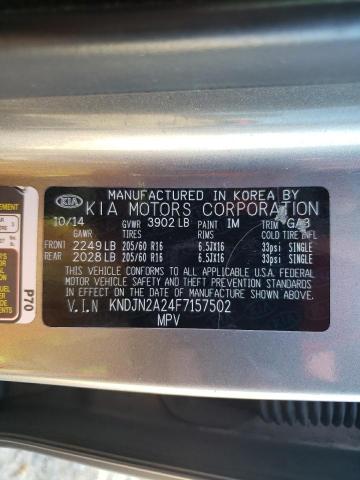 MANUFACTURED IN KOREA BY
KIA KIA MOTORS CORPORATION
10/14 GVWR 3902 LB PAINT IM TRIM GA3
GAWR TIRES RIMS COLD TIRE INFL
FRONT 2249 LB 205/60 R16 6.5JX16 33psi SINGLE
REAR 2028 LB 205/60 R16 6.5JX16 33psi SINGLE
THIS VEHICLE CONFORMS TO ALL APPLICABLE U.S.A FEDERAL
MOTOR VEHICLE SAFETY AND THEFT PREVENTION STANDARDS
IN EFFECT ON THE DATE OF MANUFACTURE SHOWN ABOVE.
V.I.N KNDJN2A24F7157502
MPV
P70